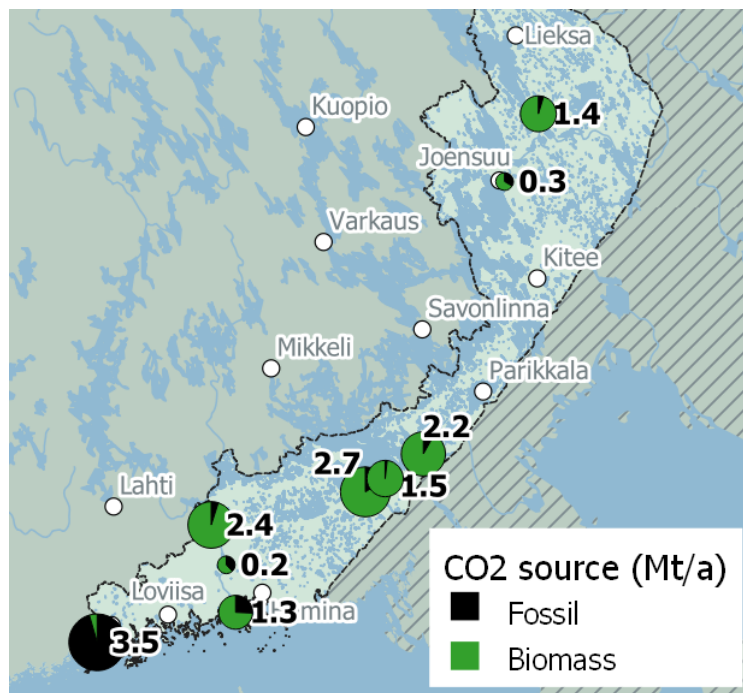 Lieksa
Kuopio
1.4
Joensuu
0.3
Varkaus
Kitee
Savonlinna
Mikkeli
Parikkala
2.2
2.7
1.5
Lahti
2.4
0.2
Loviisa
1.3
mina
3.5
CO2 source (Mt/a)
Fossil
Biomass